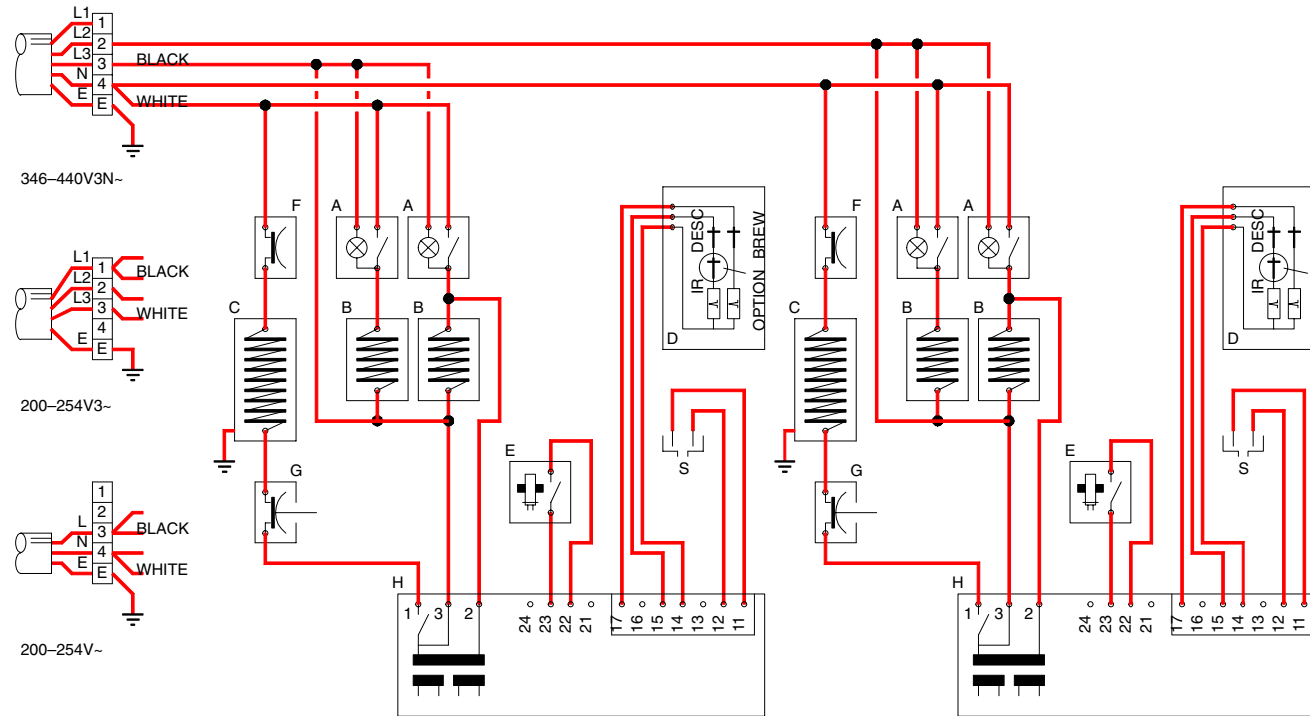 L1
L2
L3
N
E
1
2
3
4
E
BLACK
WHITE
346–440V3N~
L1
L2
L3
E
1
2
3
4
E
BLACK
WHITE
200–254V3~
L
N
E
1
2
3
4
E
BLACK
WHITE
200–254V~
F
A
A
C
B
B
G
E
IR DESC
OPTION BREW
D
S
H
1
3
2
24
23
22
21
17
16
15
14
13
12
11
F
A
A
C
B
B
G
E
IR DESC
OPTION BREW
D
S
H
1
3
2
24
23
22
21
17
16
15
14
13
12
11